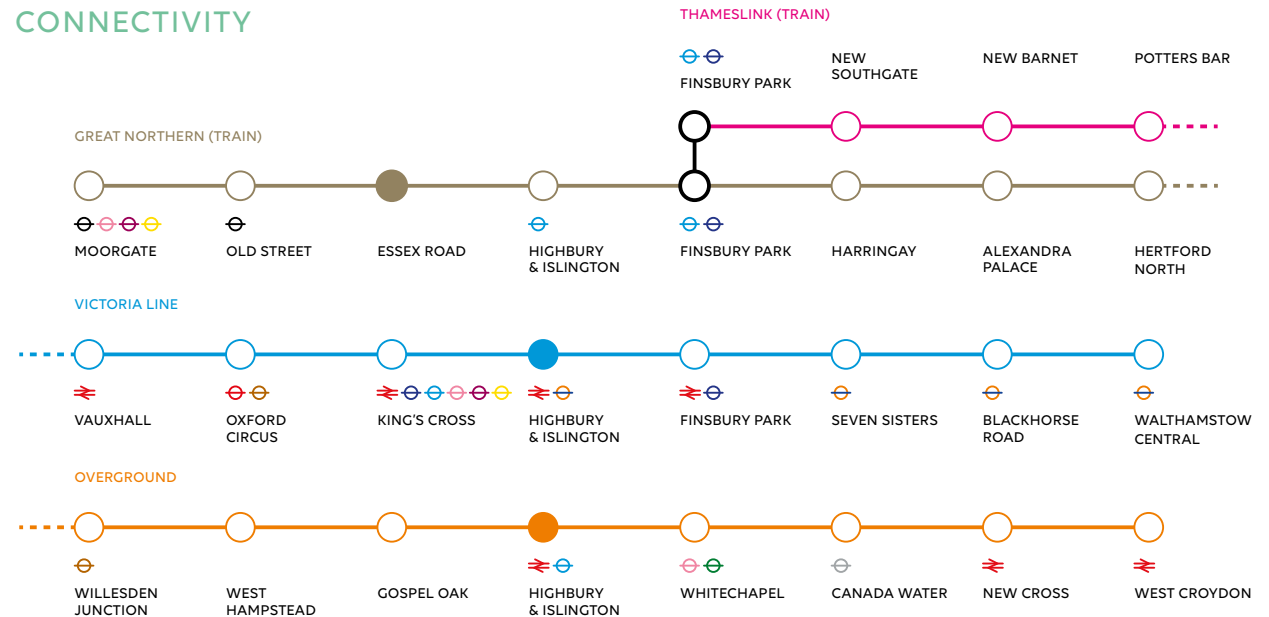 CONNECTIVITY
THAMESLINK (TRAIN)
FINSBURY PARK
NEW
SOUTHGATE
NEW BARNET
POTTERS BAR
GREAT NORTHERN (TRAIN)
MOORGATE
OLD STREET
ESSEX ROAD
HIGHBURY
& ISLINGTON
FINSBURY PARK
HARRINGAY
ALEXANDRA
PALACE
HERTFORD
NORTH
VICTORIA LINE
VAUXHALL
OXFORD
CIRCUS
KING'S CROSS
HIGHBURY
& ISLINGTON
FINSBURY PARK
SEVEN SISTERS
BLACKHORSE
ROAD
WALTHAMSTOW
CENTRAL
OVERGROUND
WILLESDEN
JUNCTION
WEST
HAMPSTEAD
GOSPEL OAK
HIGHBURY
& ISLINGTON
WHITECHAPEL
CANADA WATER
NEW CROSS
WEST CROYDON